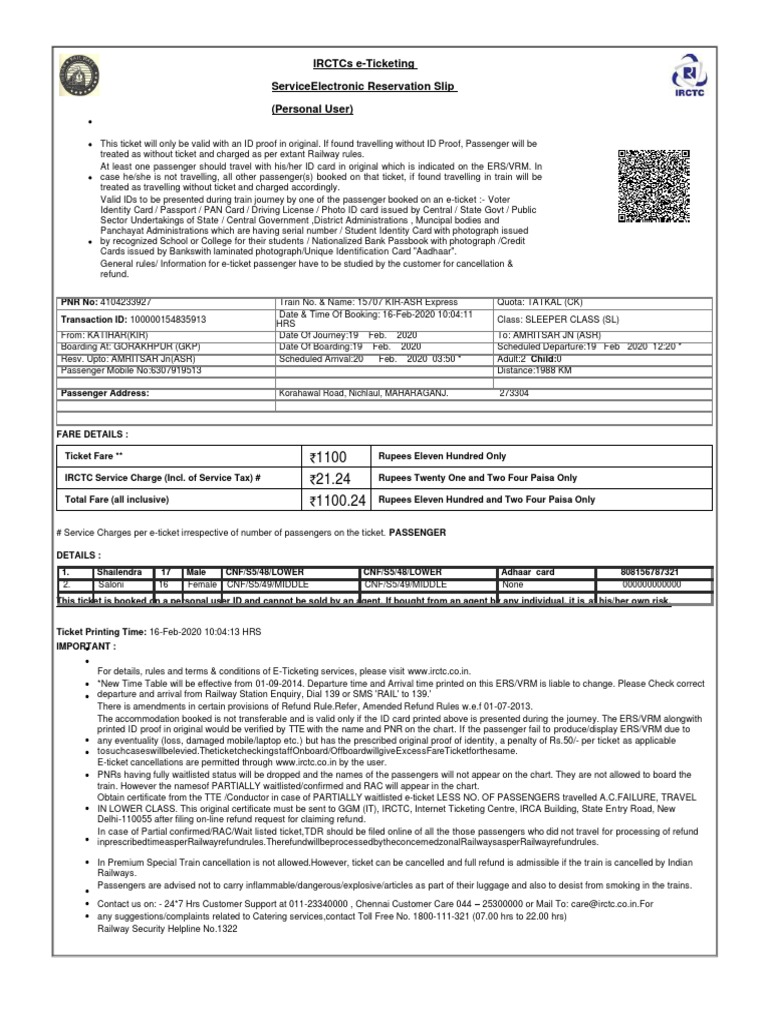 IRCTCs e-Ticketing
ServiceElectronic Reservation Slip
(Personal User)
IRCTC
This ticket will only be valid with an ID proof in original. If found travelling without ID Proof, Passenger will be
treated as without ticket and charged as per extant Railway rules.
At least one passenger should travel with his/her ID card in original which is indicated on the ERS/VRM. In
case he/she is not travelling, all other passenger(s) booked on that ticket, if found travelling in train will be
treated as travelling without ticket and charged accordingly.
Valid IDs to be presented during train journey by one of the passenger booked on an e-ticket :- Voter
Identity Card / Passport / PAN Card / Driving License / Photo ID card issued by Central / State Govt / Public
Sector Undertakings of State / Central Government ,District Administrations , Muncipal bodies and
Panchayat Administrations which are having serial number / Student Identity Card with photograph issued
by recognized School or College for their students / Nationalized Bank Passbook with photograph /Credit
Cards issued by Bankswith laminated photograph/Unique Identification Card "Aadhaar".
General rules/ Information for e-ticket passenger have to be studied by the customer for cancellation &
refund.
PNR No: 4104233927 Train No. & Name: 15707 KIR-ASR Express Quota: TATKAL (CK)
Transaction ID: 100000154835913 Date & Time Of Booking: 16-Feb-2020 10:04:11 HRS Class: SLEEPER CLASS (SL)
From: KATIHAR(KIR) Date Of Journey:19 Feb. 2020 To: AMRITSAR JN (ASR)
Boarding At: GORAKHPUR (GKP) Date Of Boarding:19 Feb. 2020 Scheduled Departure:19 Feb 2020 12:20 *
Resv. Upto: AMRITSAR Jn(ASR) Scheduled Arrival:20 Feb. 2020 03:50 * Adult:2 Child:0
Passenger Mobile No:6307919513 Distance:1988 KM
Passenger Address: Korahawal Road, Nichlaul, MAHARAGANJ. 273304
FARE DETAILS :
Ticket Fare ** ₹1100 Rupees Eleven Hundred Only
IRCTC Service Charge (Incl. of Service Tax) # ₹21.24 Rupees Twenty One and Two Four Paisa Only
Total Fare (all inclusive) ₹1100.24 Rupees Eleven Hundred and Two Four Paisa Only
# Service Charges per e-ticket irrespective of number of passengers on the ticket. PASSENGER
DETAILS :
1. Shailendra 17 Male CNF/S5/48/LOWER CNF/S5/48/LOWER Adhaar card 808156787321
2. Saloni 16 Female CNF/S5/49/MIDDLE CNF/S5/49/MIDDLE None 000000000000
This ticket is booked on a personal user ID and cannot be sold by an agent. If bought from an agent by any individual, it is at his/her own risk.
Ticket Printing Time: 16-Feb-2020 10:04:13 HRS
IMPORTANT :
For details, rules and terms & conditions of E-Ticketing services, please visit www.irctc.co.in.
*New Time Table will be effective from 01-09-2014. Departure time and Arrival time printed on this ERS/VRM is liable to change. Please Check correct
departure and arrival from Railway Station Enquiry, Dial 139 or SMS 'RAIL' to 139.'
There is amendments in certain provisions of Refund Rule.Refer, Amended Refund Rules w.e.f 01-07-2013.
The accommodation booked is not transferable and is valid only if the ID card printed above is presented during the journey. The ERS/VRM alongwith
printed ID proof in original would be verified by TTE with the name and PNR on the chart. If the passenger fail to produce/display ERS/VRM due to
any eventuality (loss, damaged mobile/laptop etc.) but has the prescribed original proof of identity, a penalty of Rs.50/- per ticket as applicable
tosuchcaseswillbelevied.TheticketcheckingstaffOnboard/OffboardwillgiveExcessFareTicketforthesame.
E-ticket cancellations are permitted through www.irctc.co.in by the user.
PNRs having fully waitlisted status will be dropped and the names of the passengers will not appear on the chart. They are not allowed to board the
train. However the namesof PARTIALLY waitlisted/confirmed and RAC will appear in the chart.
Obtain certificate from the TTE /Conductor in case of PARTIALLY waitlisted e-ticket LESS NO. OF PASSENGERS travelled A.C.FAILURE, TRAVEL
IN LOWER CLASS. This original certificate must be sent to GGM (IT), IRCTC, Internet Ticketing Centre, IRCA Building, State Entry Road, New
Delhi-110055 after filing on-line refund request for claiming refund.
In case of Partial confirmed/RAC/Wait listed ticket,TDR should be filed online of all the those passengers who did not travel for processing of refund
inprescribedtimeasperRailwayrefundrules.TherefundwillbeprocessedbytheconcernedzonalRailwaysasperRailwayrefundrules.
In Premium Special Train cancellation is not allowed.However, ticket can be cancelled and full refund is admissible if the train is cancelled by Indian
Railways.
Passengers are advised not to carry inflammable/dangerous/explosive/articles as part of their luggage and also to desist from smoking in the trains.
Contact us on: - 24*7 Hrs Customer Support at 011-23340000 , Chennai Customer Care 044 – 25300000 or Mail To: care@irctc.co.in.For
any suggestions/complaints related to Catering services,contact Toll Free No. 1800-111-321 (07.00 hrs to 22.00 hrs)
Railway Security Helpline No.1322